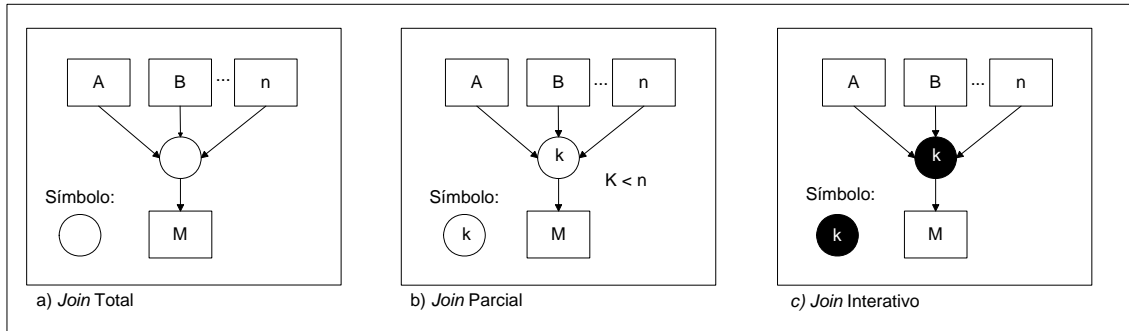 A B ... n
Símbolo:
M
a) Join Total
A B ... n
k
K < n
Símbolo:
k M
b) Join Parcial
A B ... n
k
Símbolo:
k M
c) Join Interativo